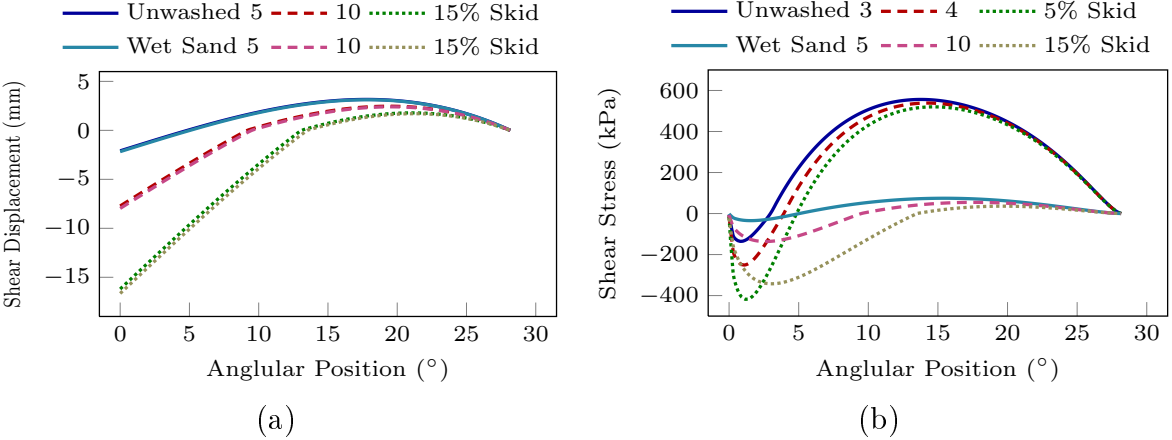 Unwashed 5 10 15% Skid
Wet Sand 5 10 15% Skid
5
0
−5
−10
−15
Shear Displacement (mm)
0 5 10 15 20 25 30
Anglular Position (°)
(a)
Unwashed 3 4 5% Skid
Wet Sand 5 10 15% Skid
600
400
200
0
−200
−400
Shear Stress (kPa)
0 5 10 15 20 25 30
Anglular Position (°)
(b)